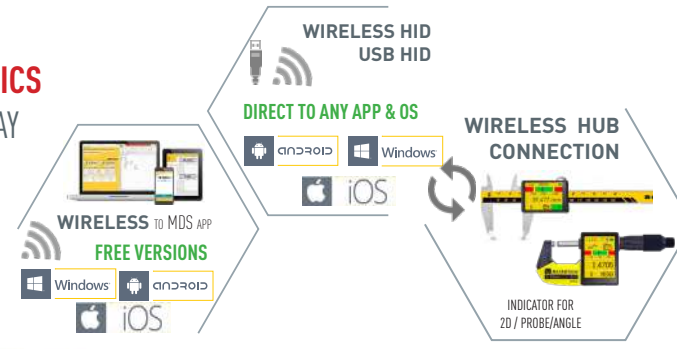 ICS
AY
WIRELESS TO MDS APP
FREE VERSIONS
Windows
ANDROID
iOS
WIRELESS HID
USB HID
DIRECT TO ANY APP & OS
ANDROID
Windows
iOS
WIRELESS HUB
CONNECTION
INDICATOR FOR
2D / PROBE/ANGLE